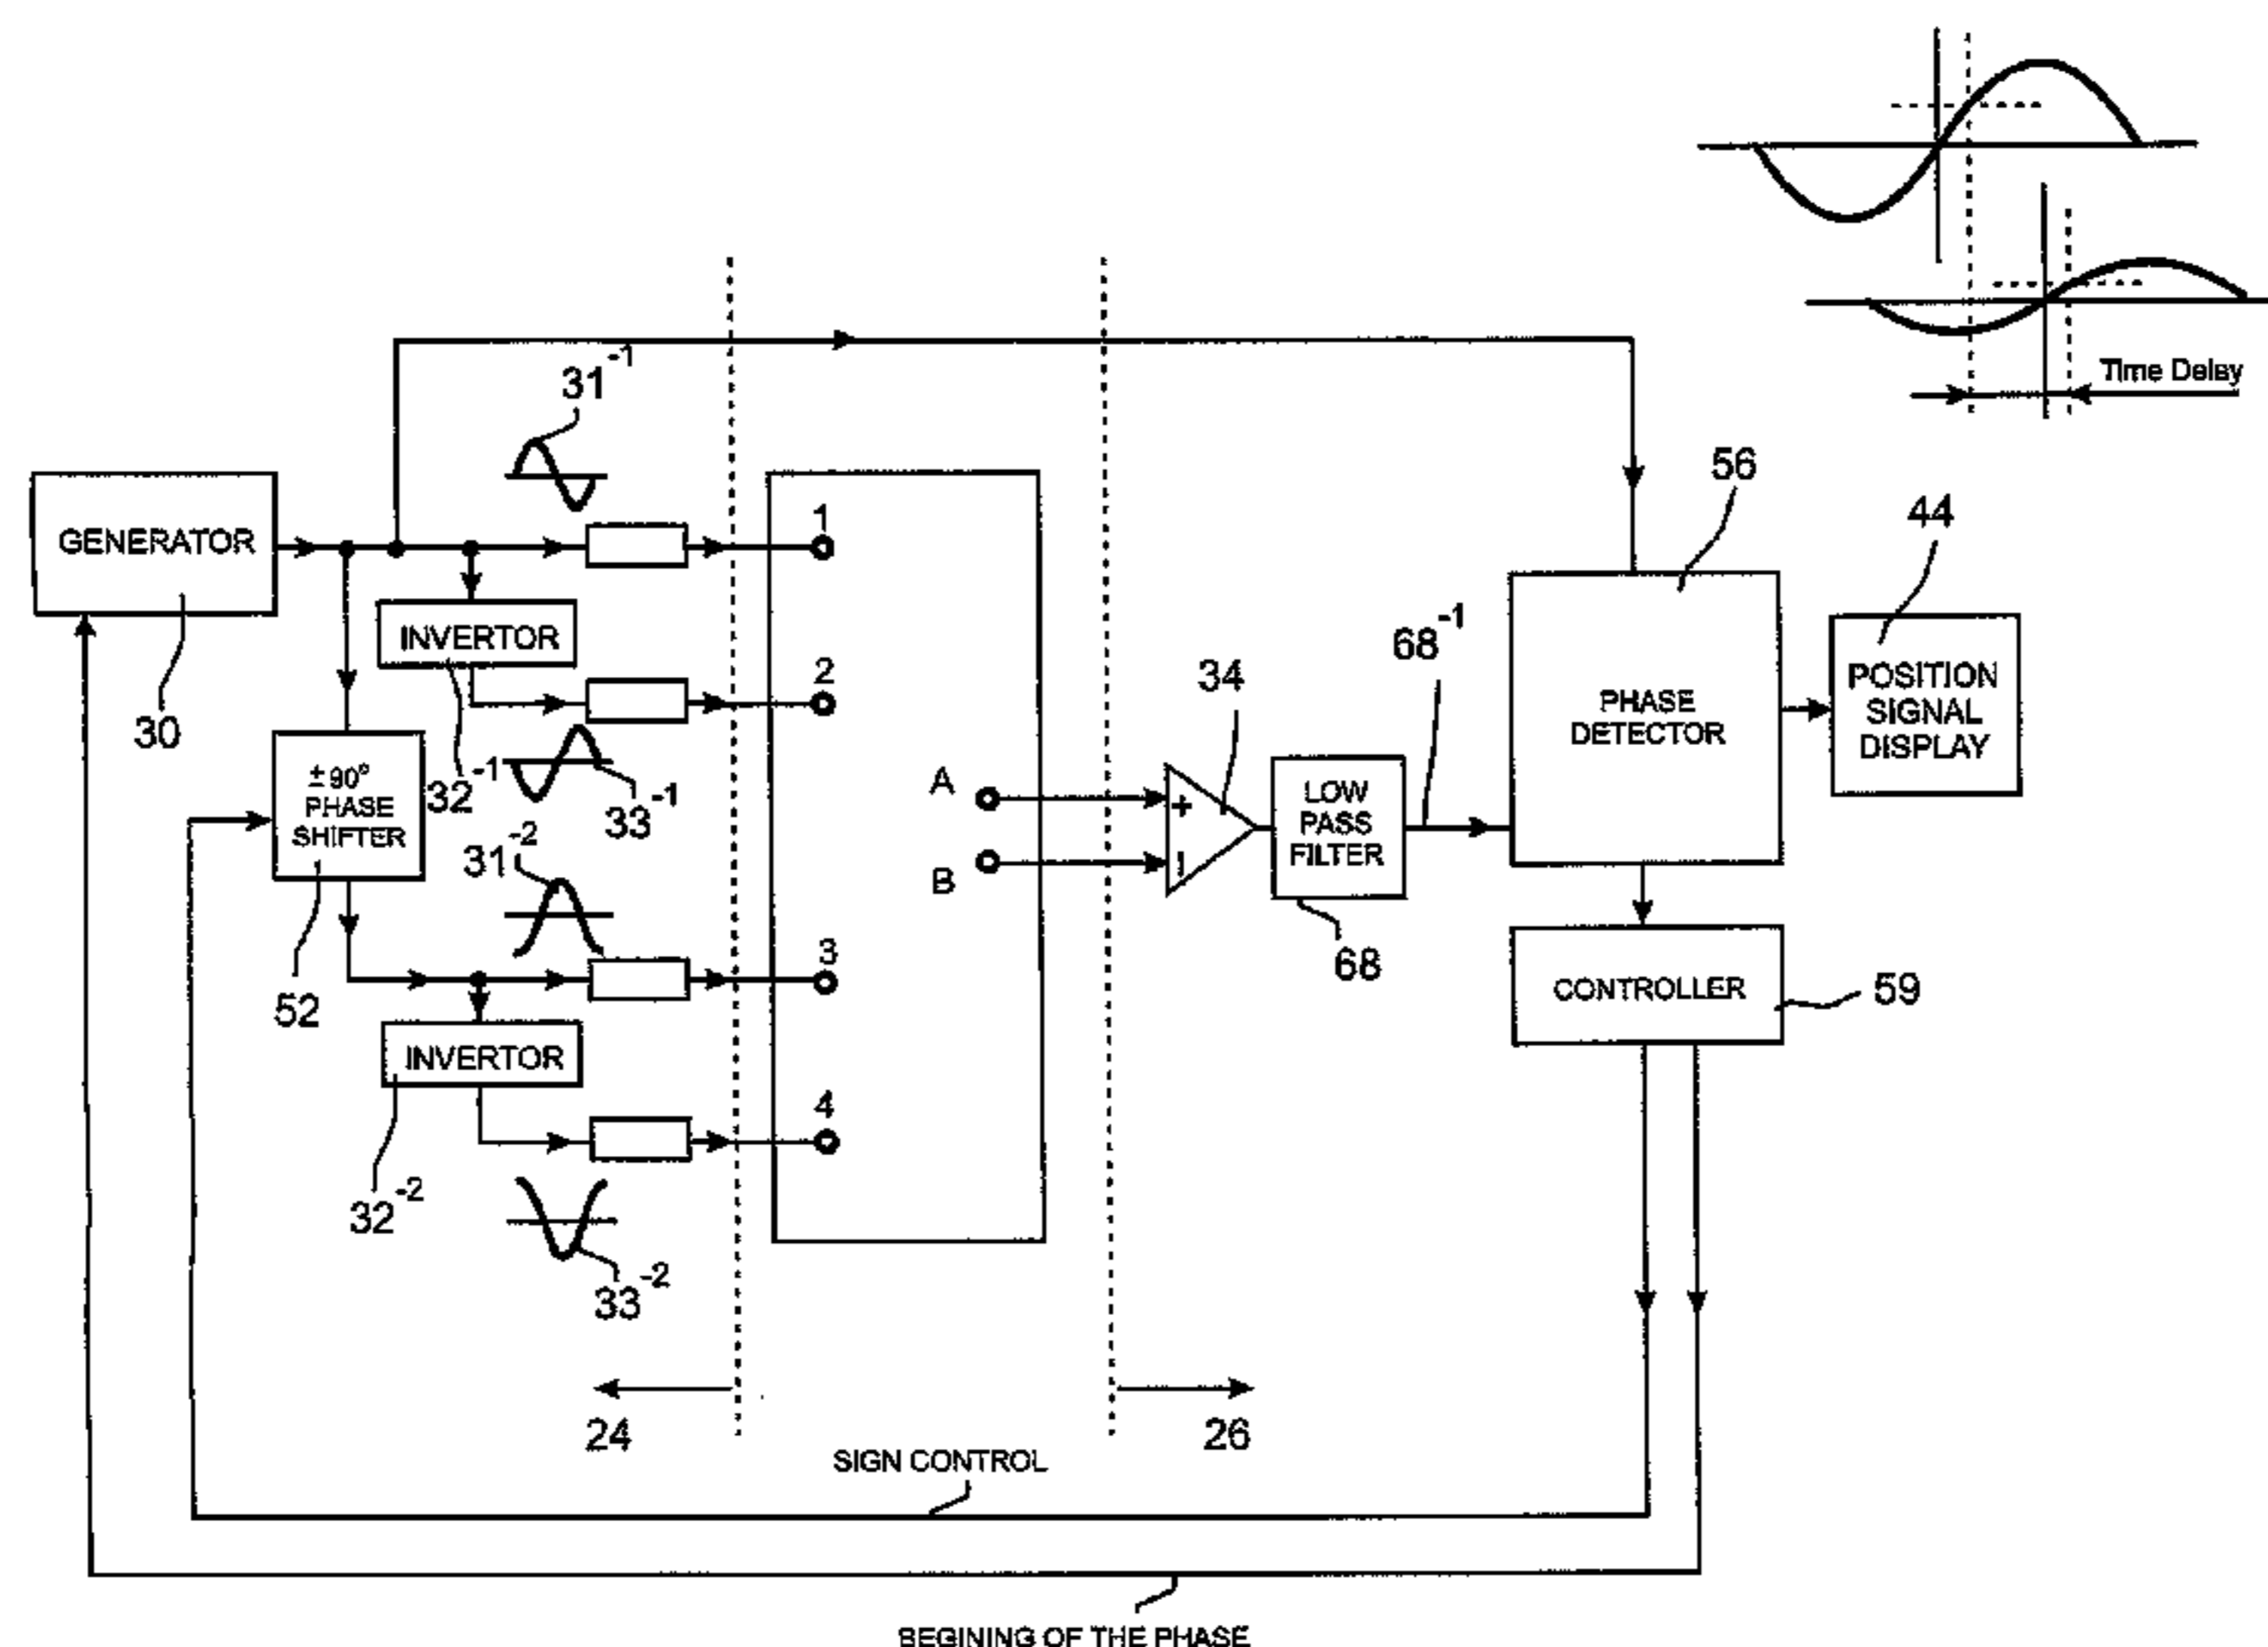 Time Delay
31-1
56
44
GENERATOR
1
INVERTOR
2
30
32-1
33-1
±90°
PHASE
SHIFTER
52
31-2
A
B
+
34
LOW
PASS
FILTER
68
68-1
PHASE
DETECTOR
POSITION
SIGNAL
DISPLAY
CONTROLLER
59
3
INVERTOR
4
32-2
33-2
24
26
SIGN CONTROL
BEGINING OF THE PHASE